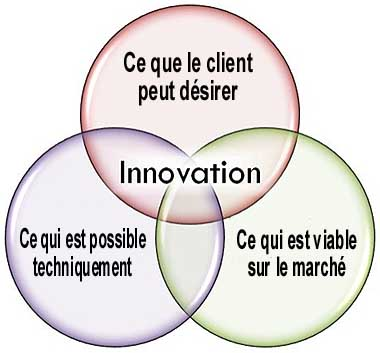 Ce que le client
peut désirer
Innovation
Ce qui est possible
techniquement
Ce qui est viable
sur le marché